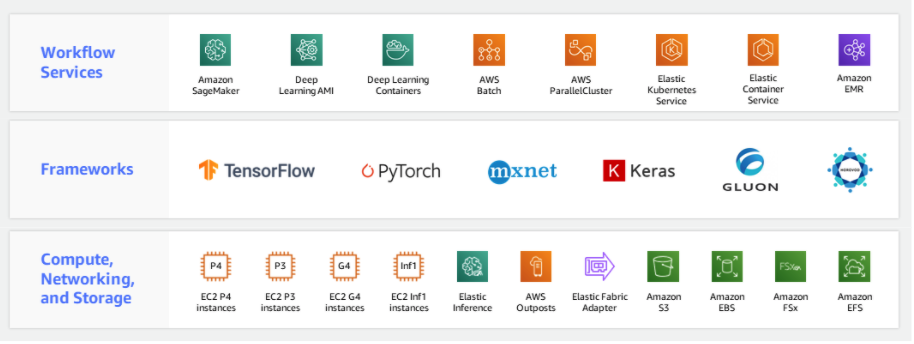 Workflow
Services
Amazon
SageMaker
Deep
Learning AMI
Deep Learning
Containers
AWS
Batch
AWS
ParallelCluster
Elastic
Kubernetes
Service
Elastic
Container
Service
Amazon
EMR
Frameworks
TensorFlow
PyTorch
mxnet
K Keras
GLUON
HOROVOD
Compute,
Networking,
and Storage
P4
EC2 P4
instances
P3
EC2 P3
instances
G4
EC2 G4
instances
Inf1
EC2 Inf1
instances
Elastic
Inference
AWS
Outposts
Elastic Fabric
Adapter
Amazon
S3
Amazon
EBS
FSx
Amazon
FSx
Amazon
EFS